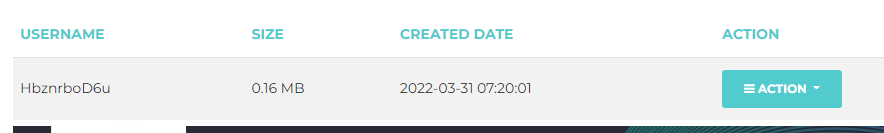 USERNAME SIZE CREATED DATE ACTION
HbznrboD6u 0.16 MB 2022-03-31 07:20:01 ACTION